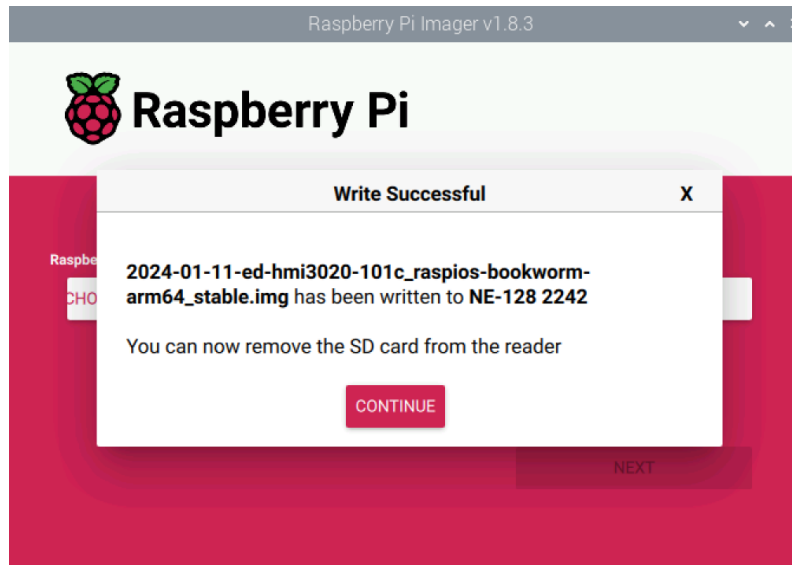 Raspberry Pi Imager v1.8.3
Raspberry Pi
Write Successful
X
Raspbe
CHO
2024-01-11-ed-hmi3020-101c_raspios-bookworm-
arm64_stable.img has been written to NE-128 2242
You can now remove the SD card from the reader
CONTINUE
NEXT